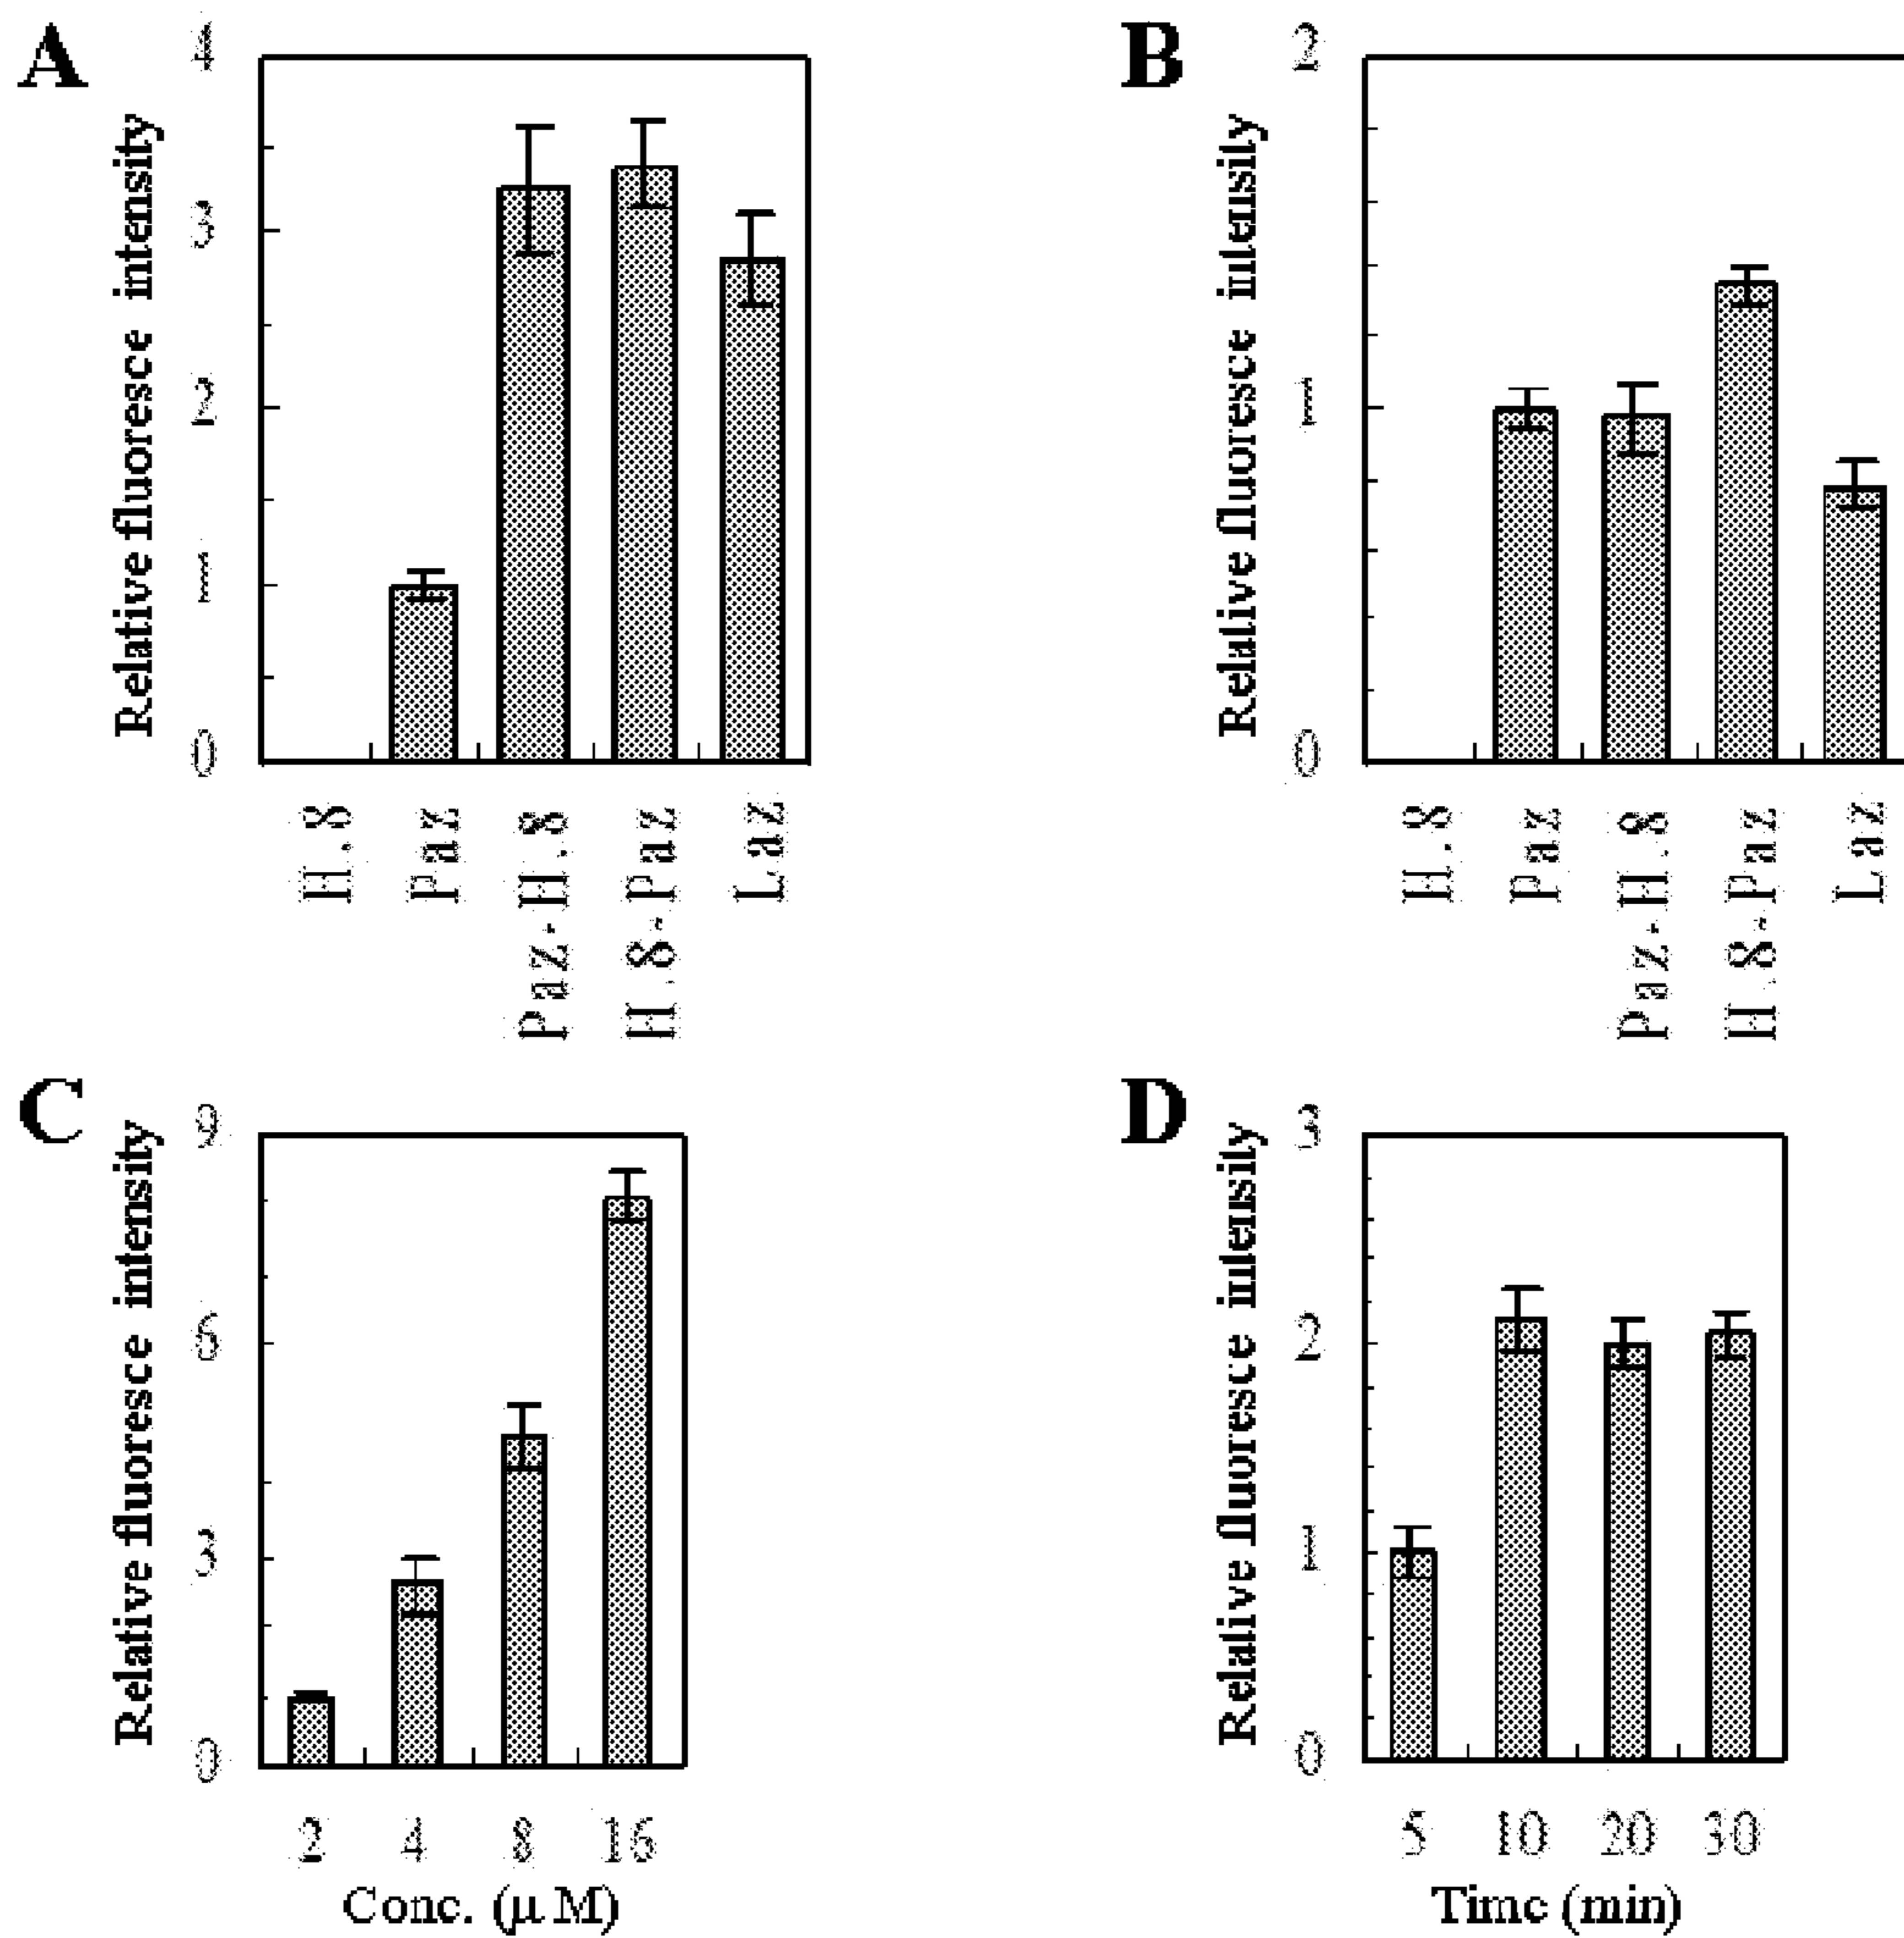 A
Relative fluoresce intensity
4
3
2
1
0
H.8
Paz
Paz-H.8
H.8-Paz
Laz
B
Relative fluoresce intensity
2
1
0
H.8
Paz
Paz-H.8
H.8-Paz
Laz
C
Relative fluoresce intensity
9
6
3
0
2 4 8 16
Conc. (μM)
D
Relative fluoresce intensity
3
2
1
0
5 10 20 30
Time (min)